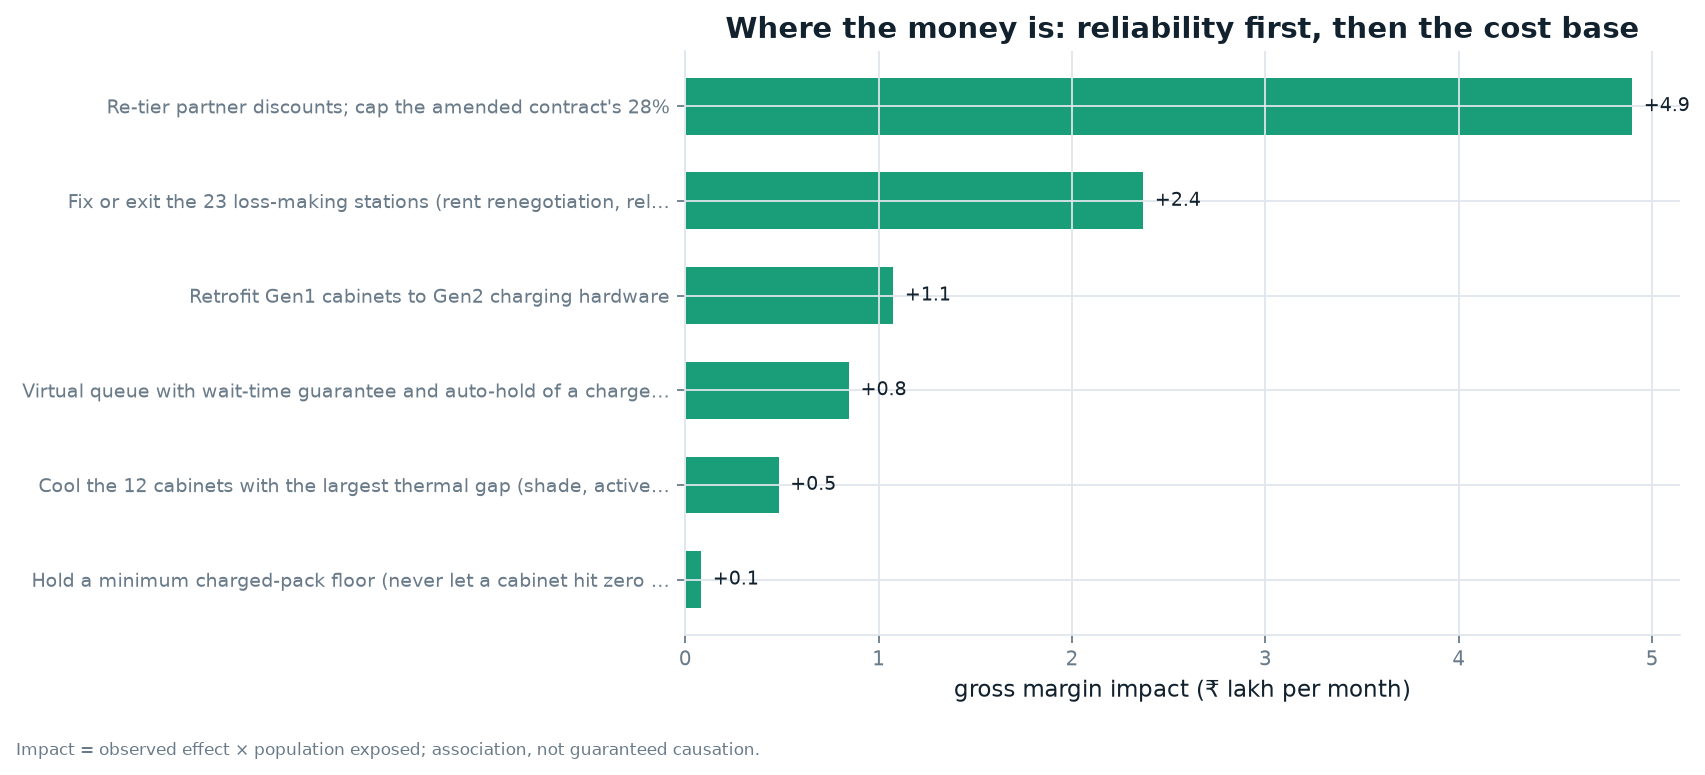 Where the money is: reliability first, then the cost base
Re-tier partner discounts; cap the amended contract's 28%
+4.9
Fix or exit the 23 loss-making stations (rent renegotiation, rel…
+2.4
Retrofit Gen1 cabinets to Gen2 charging hardware
+1.1
Virtual queue with wait-time guarantee and auto-hold of a charge…
+0.8
Cool the 12 cabinets with the largest thermal gap (shade, active…
+0.5
Hold a minimum charged-pack floor (never let a cabinet hit zero …
+0.1
0 1 2 3 4 5
gross margin impact (₹ lakh per month)
Impact = observed effect × population exposed; association, not guaranteed causation.